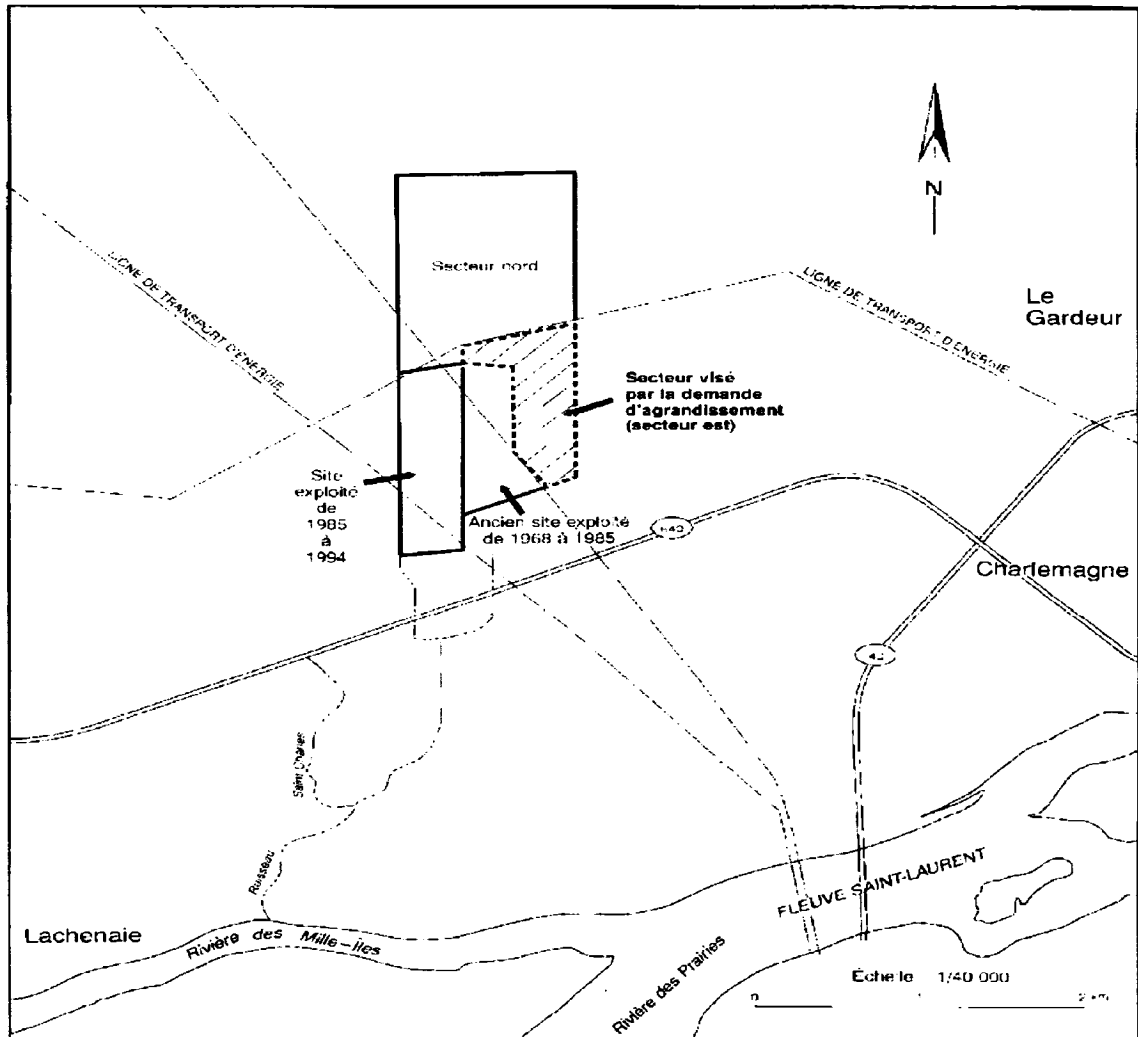 N
Secteur nord
LIGNE DE TRANSPORT D'ÉNERGIE
LIGNE DE TRANSPORT D'ÉNERGIE
Le
Gardeur
Secteur visé
par la demande
d'agrandissement
(secteur est)
Site
exploité
de
1985
à
1994
Ancien site exploité
de 1968 à 1985
Charlemagne
Saint-Charles
Ruisseau
Lachenaie
Rivière des Mille-îles
FLEUVE SAINT-LAURENT
Rivière des Prairies
Échelle 1/40 000
0 1 2 km